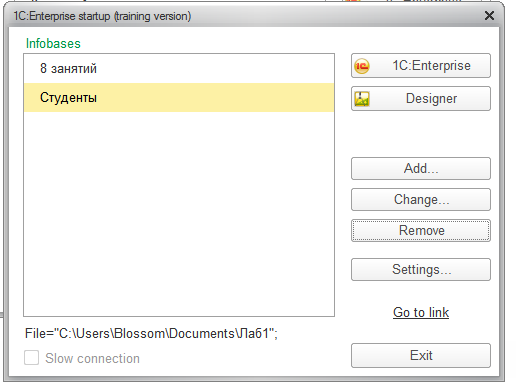 1C:Enterprise startup (training version)
Infobases
8 занятий
Студенты
1C:Enterprise
Designer
Add...
Change...
Remove
Settings...
Go to link
File="C:\Users\Blossom\Documents\Лаб1";
Slow connection
Exit